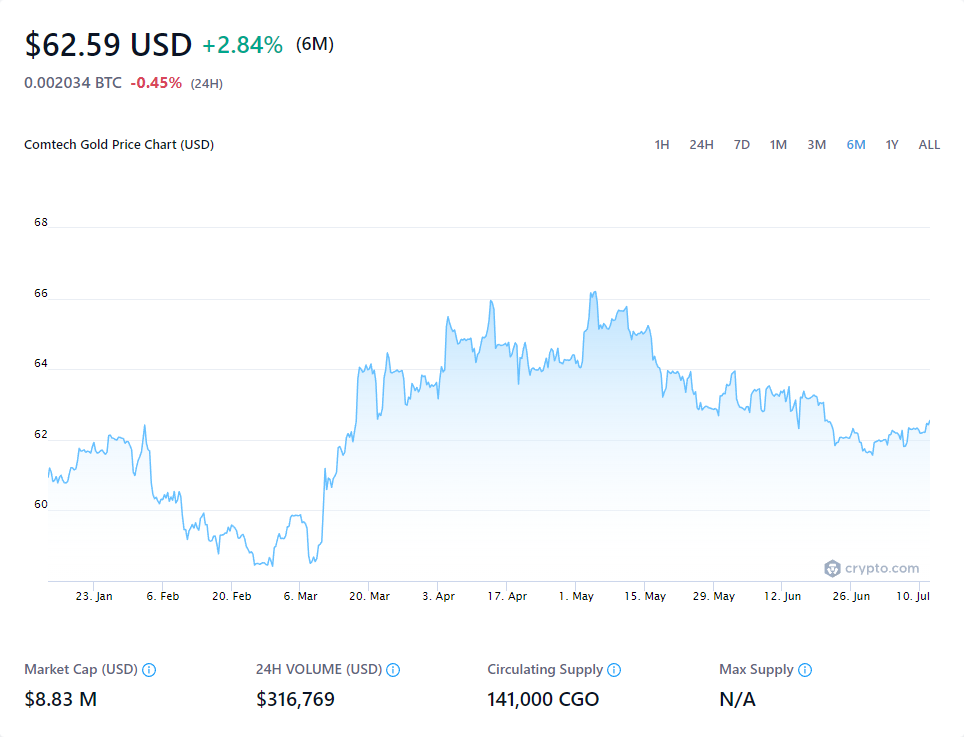 $62.59 USD +2.84% (6M)
0.002034 BTC -0.45% (24H)
Comtech Gold Price Chart (USD) 1H 24H 7D 1M 3M 6M 1Y ALL
68
66
64
62
60
crypto.com
23. Jan 6. Feb 20. Feb 6. Mar 20. Mar 3. Apr 17. Apr 1. May 15. May 29. May 12. Jun 26. Jun 10. Jul
Market Cap (USD) 24H VOLUME (USD) Circulating Supply Max Supply
$8.83 M $316,769 141,000 CGO N/A